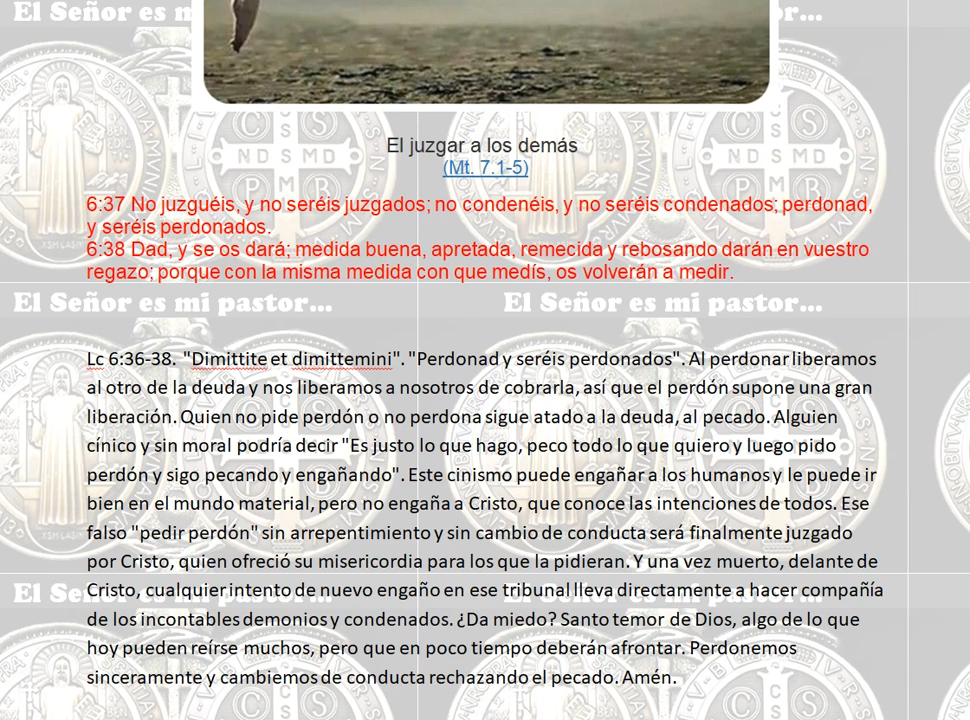 El Señor es m
or...
El juzgar a los demás
(Mt. 7.1-5)
6:37 No juzguéis, y no seréis juzgados; no condenéis, y no seréis condenados; perdonad,
y seréis perdonados.
6:38 Dad, y se os dará; medida buena, apretada, remecida y rebosando darán en vuestro
regazo; porque con la misma medida con que medís, os volverán a medir.
El Señor es mi pastor...
El Señor es mi pastor...
Lc 6:36-38. "Dimittite et dimittemini". "Perdonad y seréis perdonados". Al perdonar liberamos
al otro de la deuda y nos liberamos a nosotros de cobrarla, así que el perdón supone una gran
liberación. Quien no pide perdón o no perdona sigue atado a la deuda, al pecado. Alguien
cínico y sin moral podría decir "Es justo lo que hago, peco todo lo que quiero y luego pido
perdón y sigo pecando y engañando". Este cinismo puede engañar a los humanos y le puede ir
bien en el mundo material, pero no engaña a Cristo, que conoce las intenciones de todos. Ese
falso "pedir perdón" sin arrepentimiento y sin cambio de conducta será finalmente juzgado
por Cristo, quien ofreció su misericordia para los que la pidieran. Y una vez muerto, delante de
Cristo, cualquier intento de nuevo engaño en ese tribunal lleva directamente a hacer compañía
de los incontables demonios y condenados. ¿Da miedo? Santo temor de Dios, algo de lo que
hoy pueden reírse muchos, pero que en poco tiempo deberán afrontar. Perdonemos
sinceramente y cambiemos de conducta rechazando el pecado. Amén.